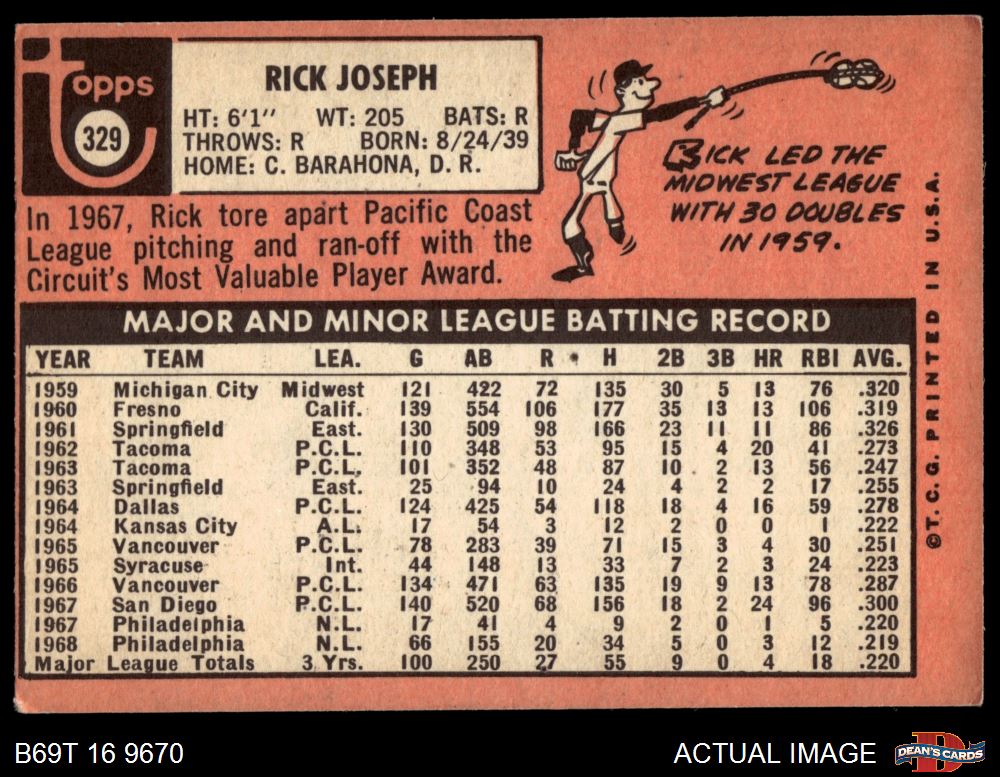 topps
329
RICK JOSEPH
HT: 6'1" WT: 205 BATS: R
THROWS: R BORN: 8/24/39
HOME: C. BARAHONA, D. R.
RICK LED THE
MIDWEST LEAGUE
WITH 30 DOUBLES
IN 1959.
In 1967, Rick tore apart Pacific Coast
League pitching and ran-off with the
Circuit's Most Valuable Player Award.
MAJOR AND MINOR LEAGUE BATTING RECORD
YEAR TEAM LEA. G AB R H 2B 3B HR RBI AVG.
1959 Michigan City Midwest 121 422 72 135 30 5 13 76 .320
1960 Fresno Calif. 139 554 106 177 35 13 13 106 .319
1961 Springfield East. 130 509 98 166 23 11 11 86 .326
1962 Tacoma P.C.L. 110 348 53 95 15 4 20 41 .273
1963 Tacoma P.C.L. 101 352 48 87 10 2 13 56 .247
1963 Springfield East. 25 94 10 24 4 2 2 17 .255
1964 Dallas P.C.L. 124 425 54 118 18 4 16 59 .278
1964 Kansas City A.L. 17 54 3 12 2 0 0 1 .222
1965 Vancouver P.C.L. 78 283 39 71 15 3 4 30 .251
1965 Syracuse Int. 44 148 13 33 7 2 3 24 .223
1966 Vancouver P.C.L. 134 471 63 135 19 9 13 78 .287
1967 San Diego P.C.L. 140 520 68 156 18 2 24 96 .300
1967 Philadelphia N.L. 17 41 4 9 2 0 1 5 .220
1968 Philadelphia N.L. 66 155 20 34 5 0 3 12 .219
Major League Totals 3 Yrs. 100 250 27 55 9 0 4 18 .220
©T. C. G. PRINTED IN U.S.A.
B69T 16 9670
ACTUAL IMAGE
D
DEAN'S CARDS